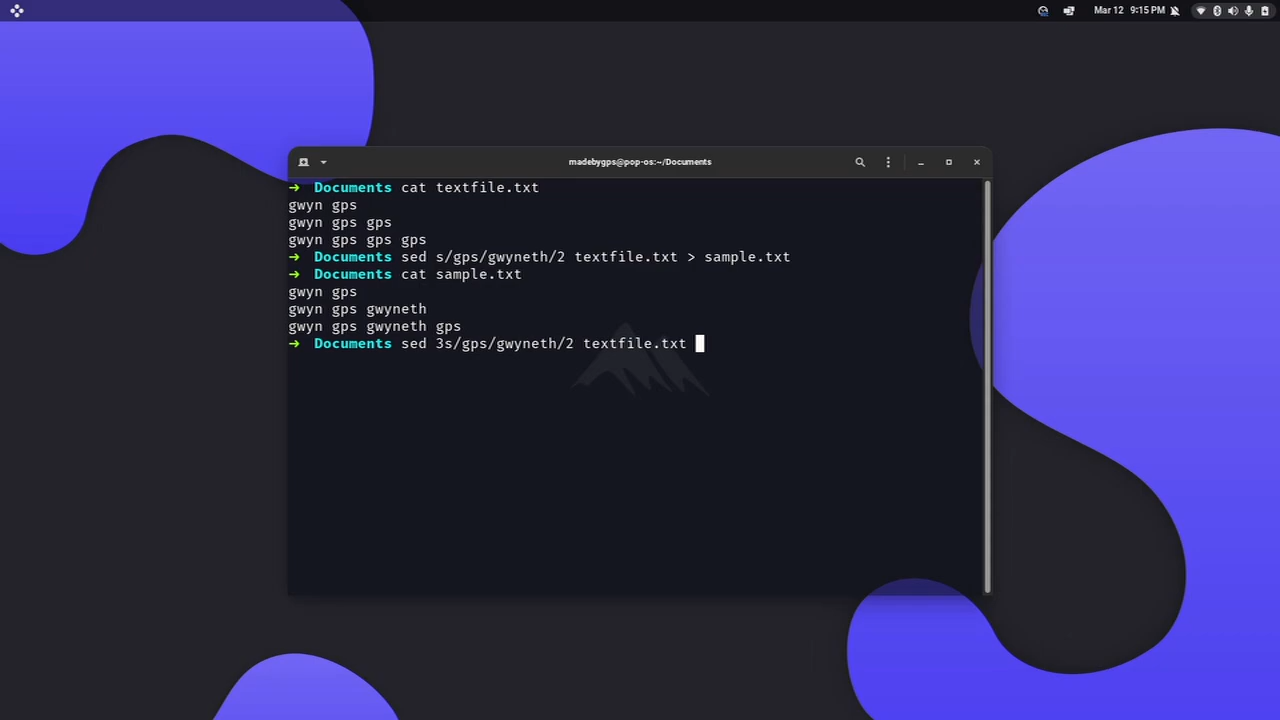 Mar 12 9:15 PM
madebygps@pop-os:~/Documents
→ Documents cat textfile.txt
gwyn gps
gwyn gps gps
gwyn gps gps gps
→ Documents sed s/gps/gwyneth/2 textfile.txt > sample.txt
→ Documents cat sample.txt
gwyn gps
gwyn gps gwyneth
gwyn gps gwyneth gps
→ Documents sed 3s/gps/gwyneth/2 textfile.txt